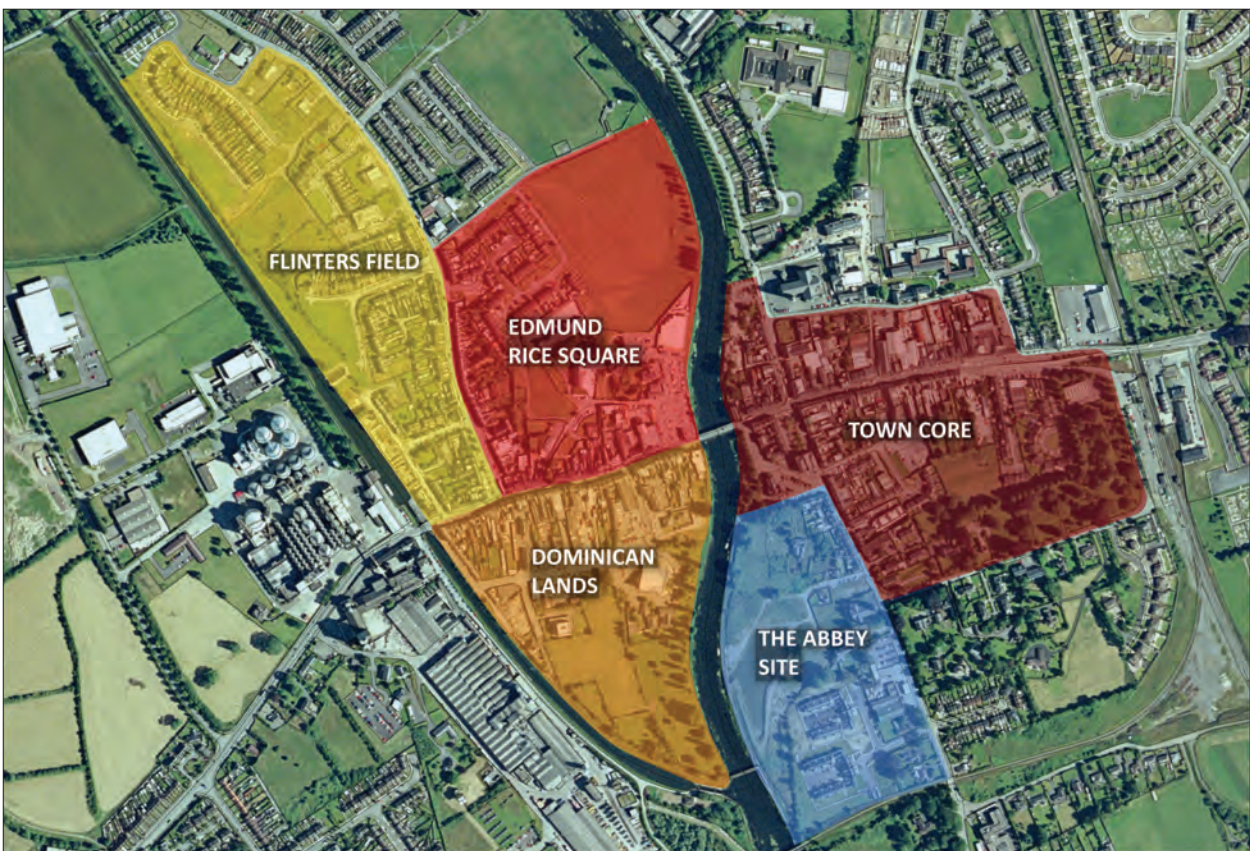 FLINTERS FIELD
EDMUND
RICE SQUARE
TOWN CORE
DOMINICAN
LANDS
THE ABBEY
SITE